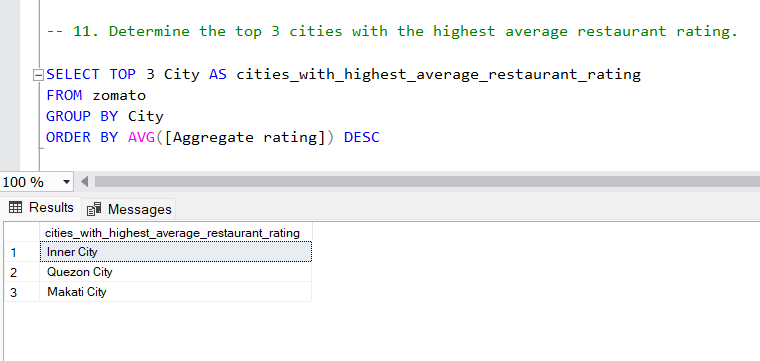 -- 11. Determine the top 3 cities with the highest average restaurant rating.
SELECT TOP 3 City AS cities_with_highest_average_restaurant_rating
FROM zomato
GROUP BY City
ORDER BY AVG([Aggregate rating]) DESC
100 %
Results Messages
cities_with_highest_average_restaurant_rating
1 Inner City
2 Quezon City
3 Makati City